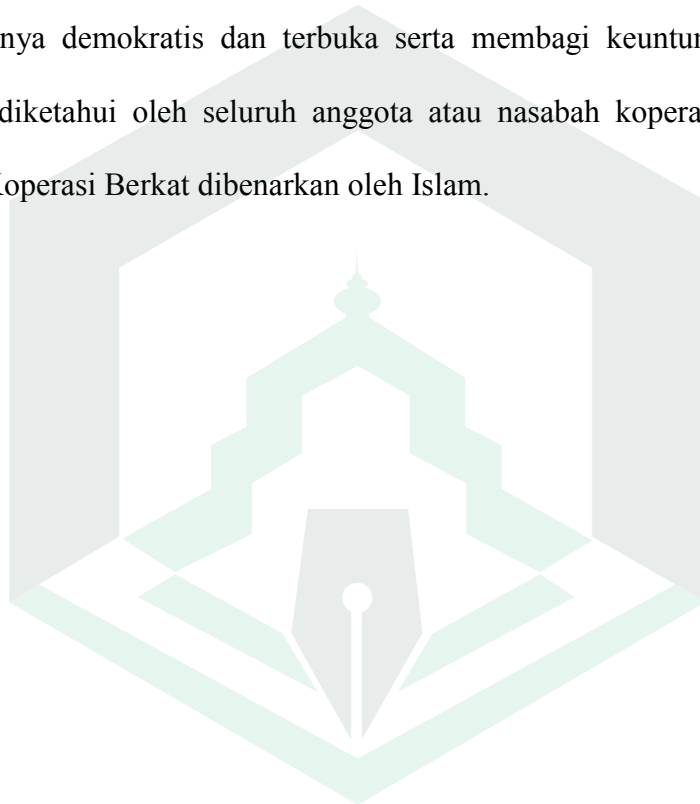 nya demokratis dan terbuka serta membagi keuntun
diketahui oleh seluruh anggota atau nasabah kopera
Koperasi Berkat dibenarkan oleh Islam.